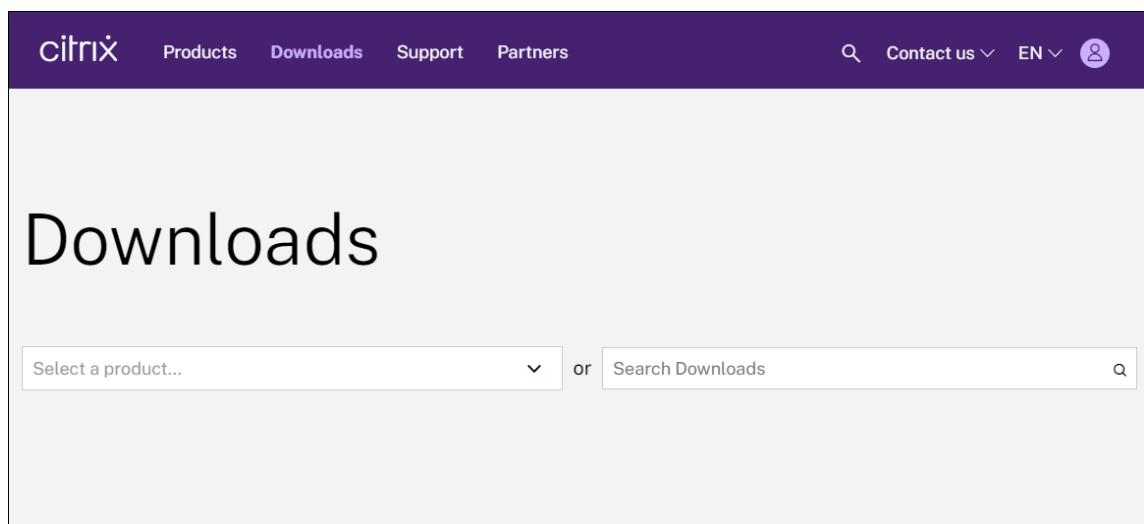 citrix Products Downloads Support Partners Contact us EN
Downloads
Select a product... or Search Downloads